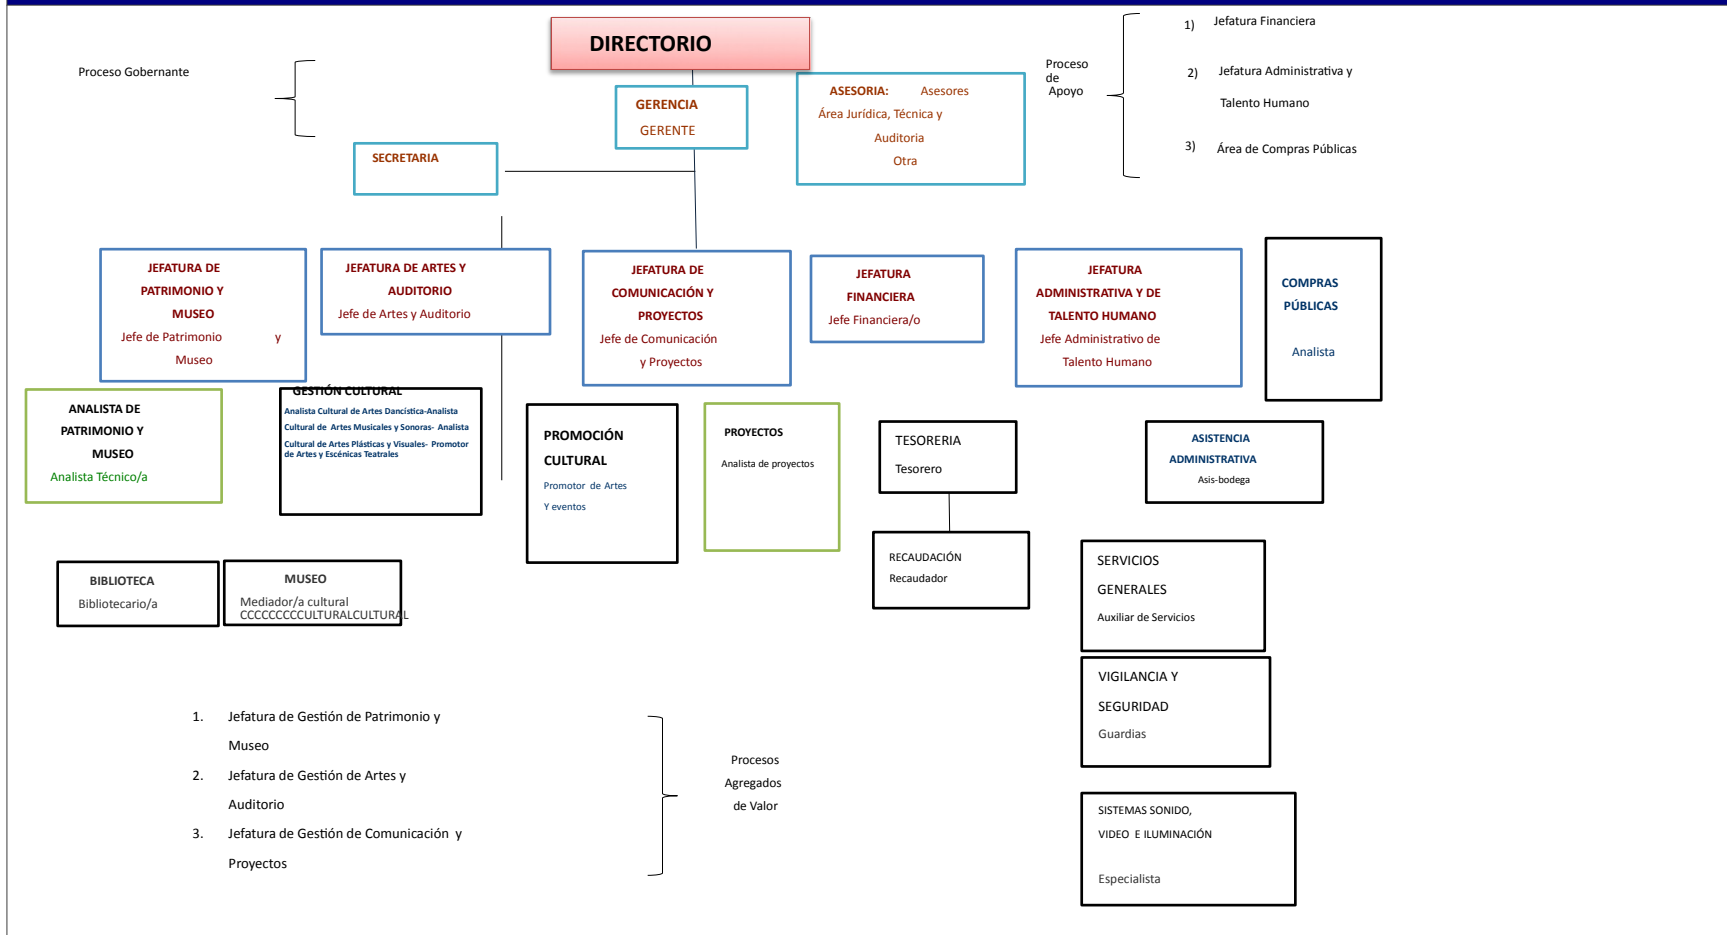 DIRECTORIO
Proceso Gobernante
GERENCIA
GERENTE
SECRETARIA
ASESORIA: Asesores
Área Jurídica, Técnica y
Auditoria
Otra
Proceso
de
Apoyo
1) Jefatura Financiera
2) Jefatura Administrativa y
Talento Humano
3) Área de Compras Públicas
JEFATURA DE
PATRIMONIO Y
MUSEO
Jefe de Patrimonio y
Museo
JEFATURA DE ARTES Y
AUDITORIO
Jefe de Artes y Auditorio
JEFATURA DE
COMUNICACIÓN Y
PROYECTOS
Jefe de Comunicación
y Proyectos
JEFATURA
FINANCIERA
Jefe Financiera/o
JEFATURA
ADMINISTRATIVA Y DE
TALENTO HUMANO
Jefe Administrativo de
Talento Humano
COMPRAS
PÚBLICAS
Analista
ANALISTA DE
PATRIMONIO Y
MUSEO
Analista Técnico/a
GESTIÓN CULTURAL
Analista Cultural de Artes Dancística-Analista
Cultural de Artes Musicales y Sonoras- Analista
Cultural de Artes Plásticas y Visuales- Promotor
de Artes y Escénicas Teatrales
PROMOCIÓN
CULTURAL
Promotor de Artes
Y eventos
PROYECTOS
Analista de proyectos
TESORERIA
Tesorero
ASISTENCIA
ADMINISTRATIVA
Asis-bodega
RECAUDACIÓN
Recaudador
BIBLIOTECA
Bibliotecario/a
MUSEO
Mediador/a cultural
CCCCCCCCCULTURALCULTURAL
SERVICIOS
GENERALES
Auxiliar de Servicios
VIGILANCIA Y
SEGURIDAD
Guardias
SISTEMAS SONIDO,
VIDEO E ILUMINACIÓN
Especialista
1. Jefatura de Gestión de Patrimonio y
Museo
2. Jefatura de Gestión de Artes y
Auditorio
3. Jefatura de Gestión de Comunicación y
Proyectos
Procesos
Agregados
de Valor